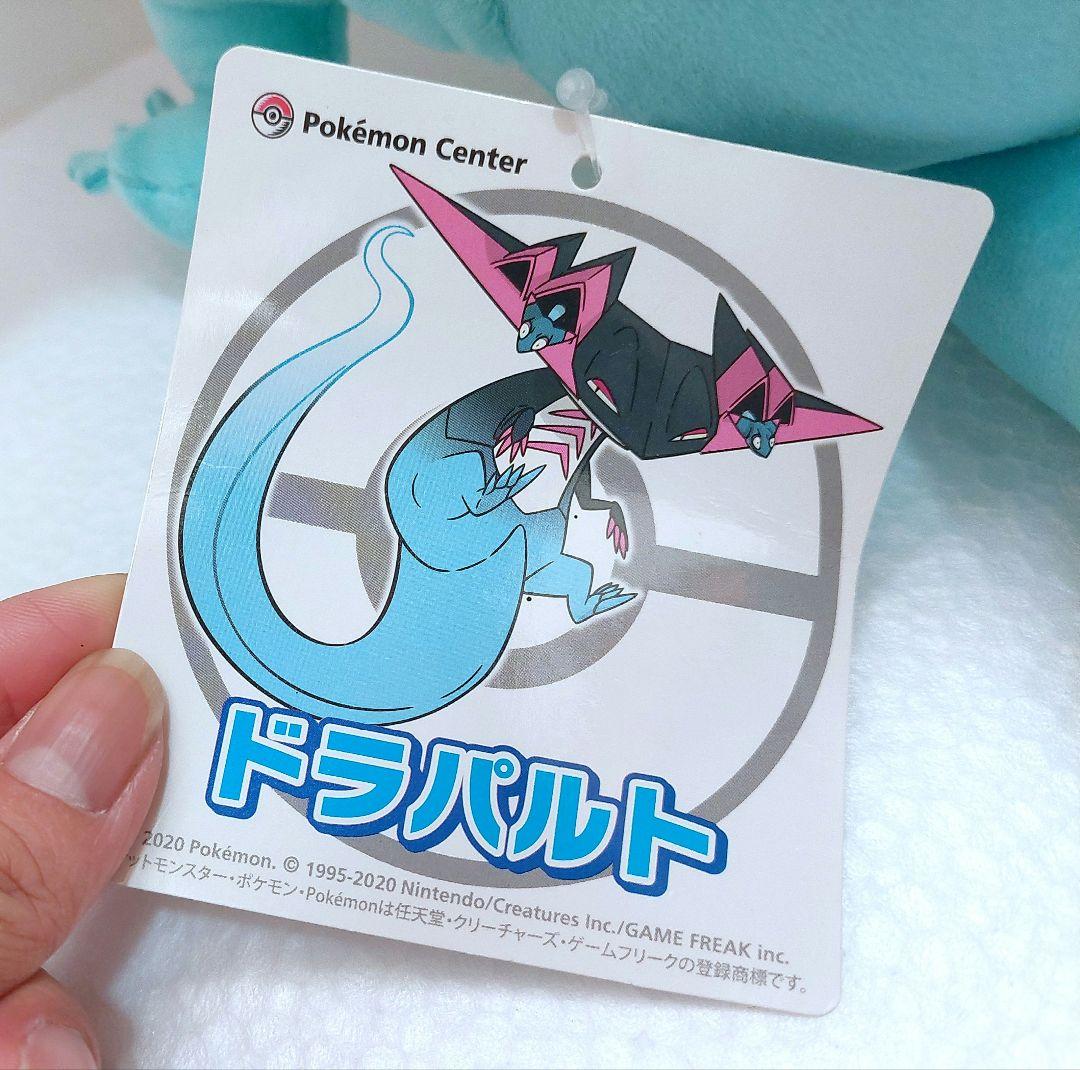 Pokémon Center
ドラパルト
2020 Pokémon. © 1995-2020 Nintendo/Creatures Inc./GAME FREAK inc.
ットモンスター・ポケモン・Pokémonは任天堂・クリーチャーズ・ゲームフリークの登録商標です。